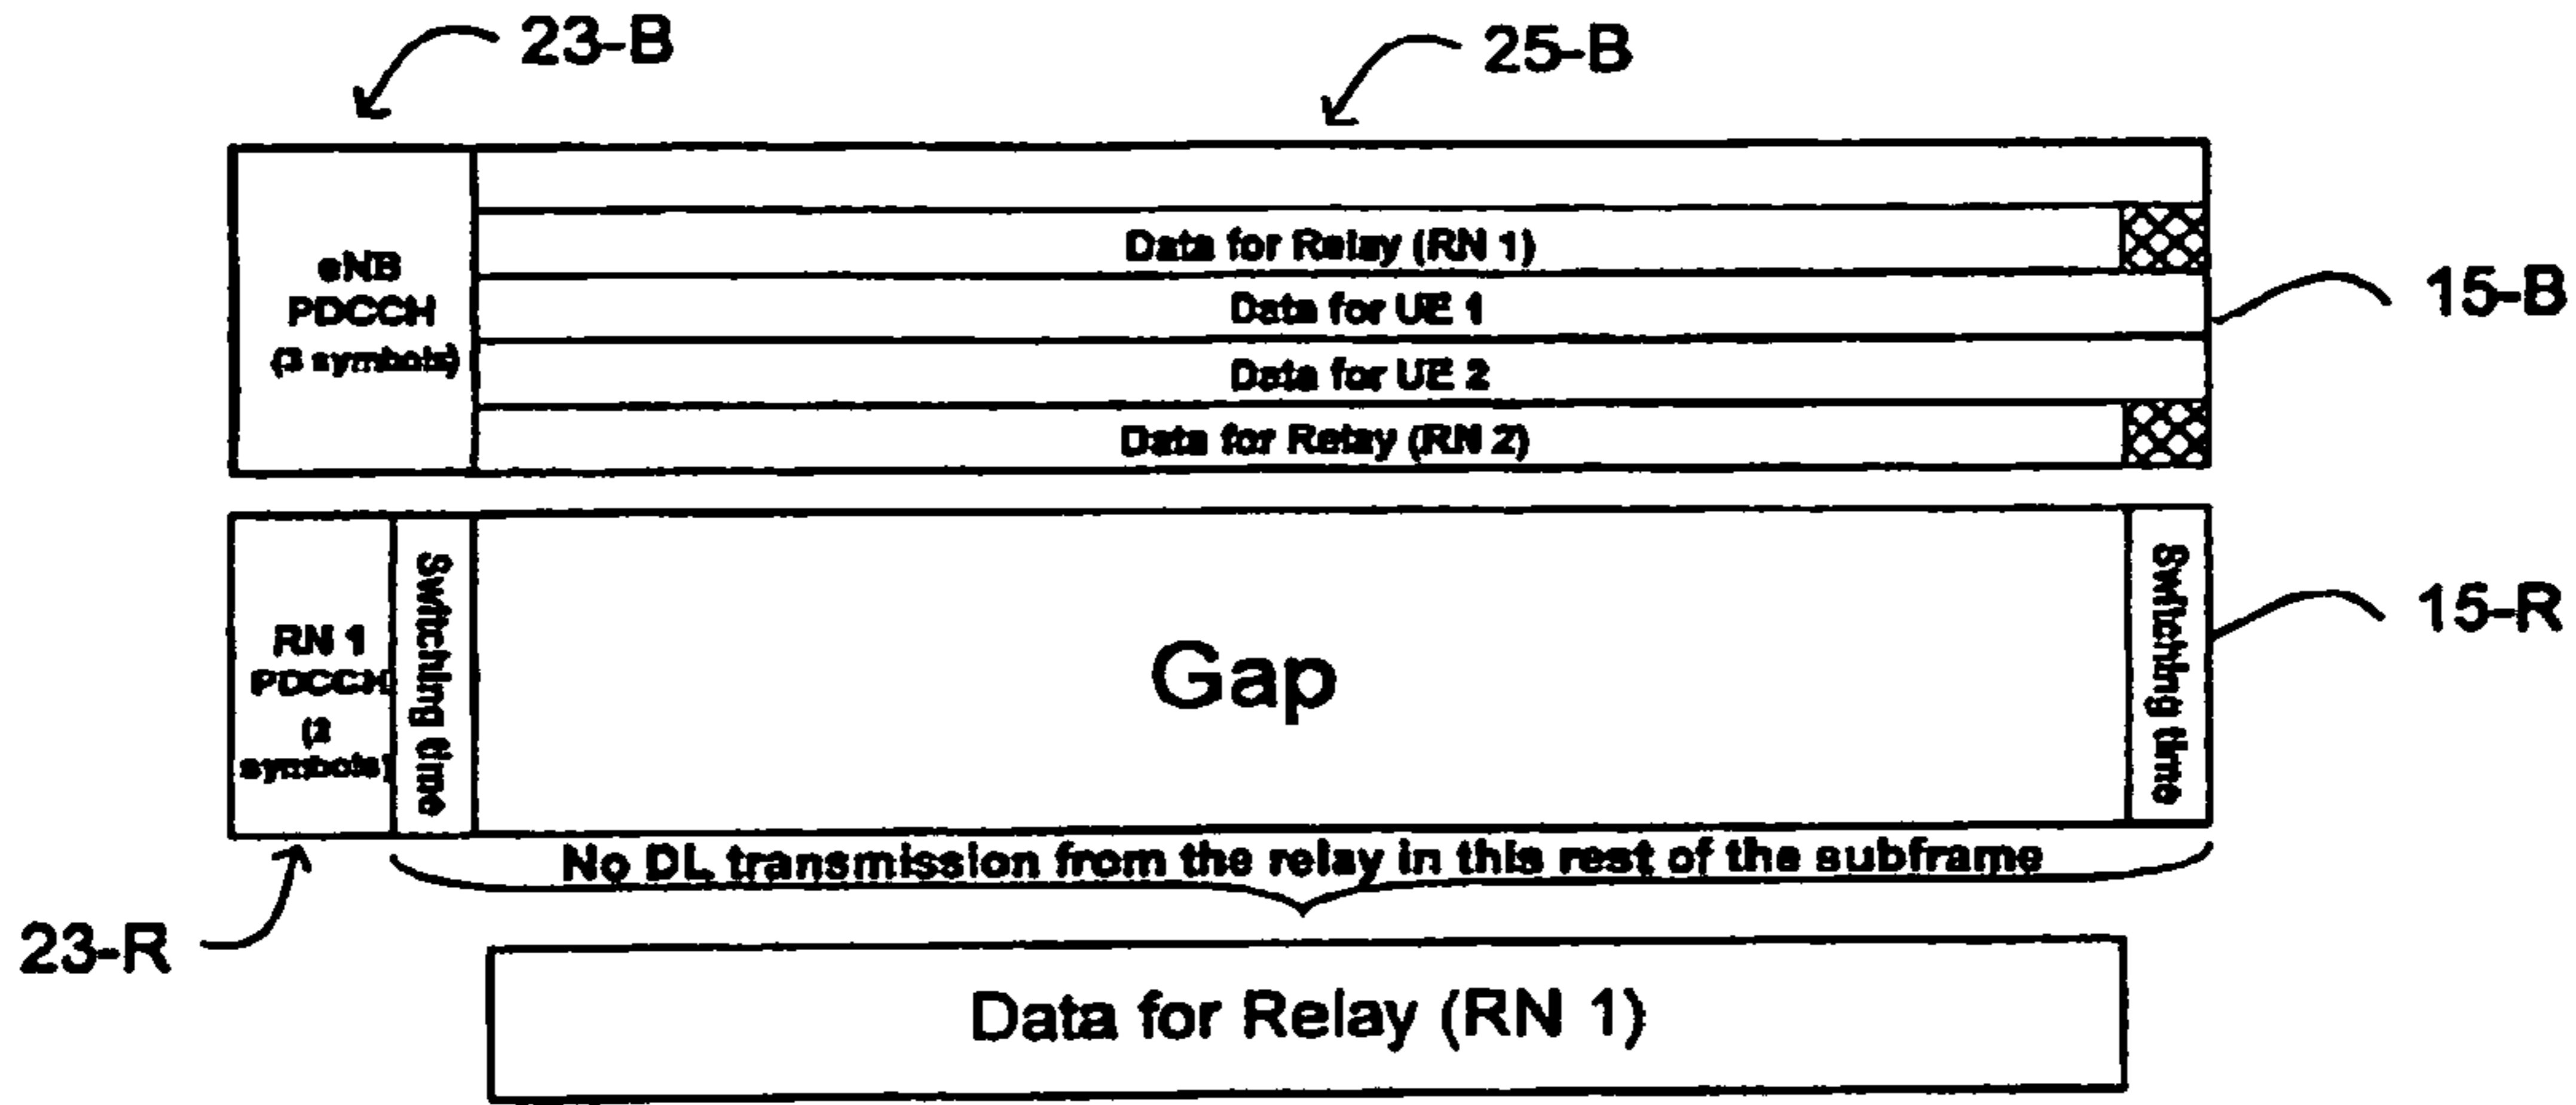 23-B
25-B
eNB
PDCCH
(3 symbols)
Data for Relay (RN 1)
Data for UE 1
Data for UE 2
Data for Relay (RN 2)
15-B
RN 1
PDCCH
(2
symbols)
Switching time
Gap
Switching time
15-R
No DL transmission from the relay in this rest of the subframe
23-R
Data for Relay (RN 1)